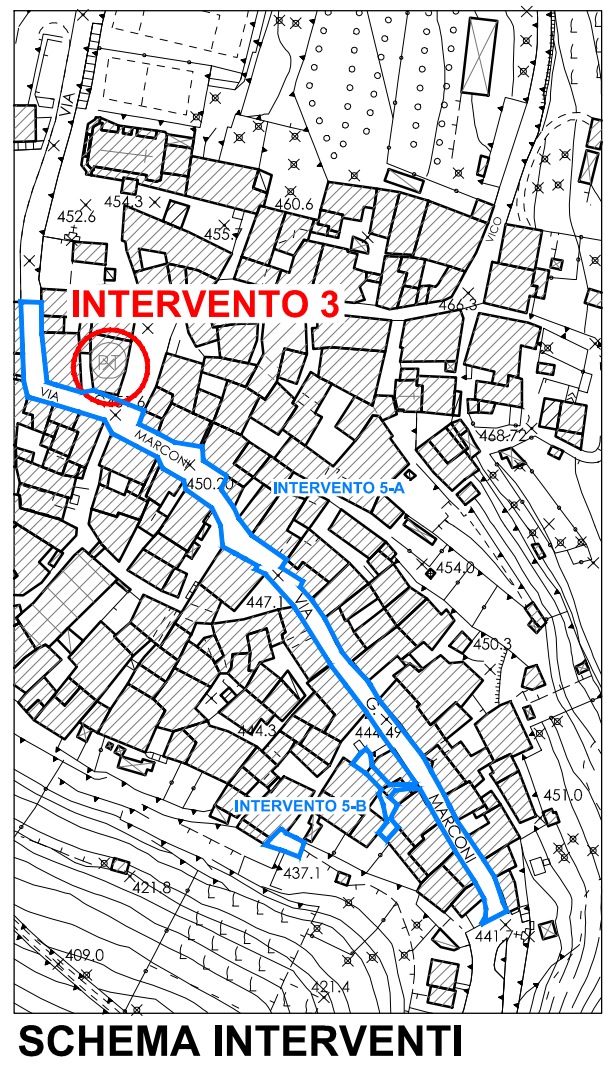 VIA
454.3
460.6
452.6
455.7
VICO
466.3
INTERVENTO 3
VIA
MARCONI
468.72
450.20
INTERVENTO 5-A
454.0
447.1
VIA
450.3
G.
444.3
444.49
INTERVENTO 5-B
MARCONI
451.0
437.1
421.8
441.7
409.0
421.4
SCHEMA INTERVENTI